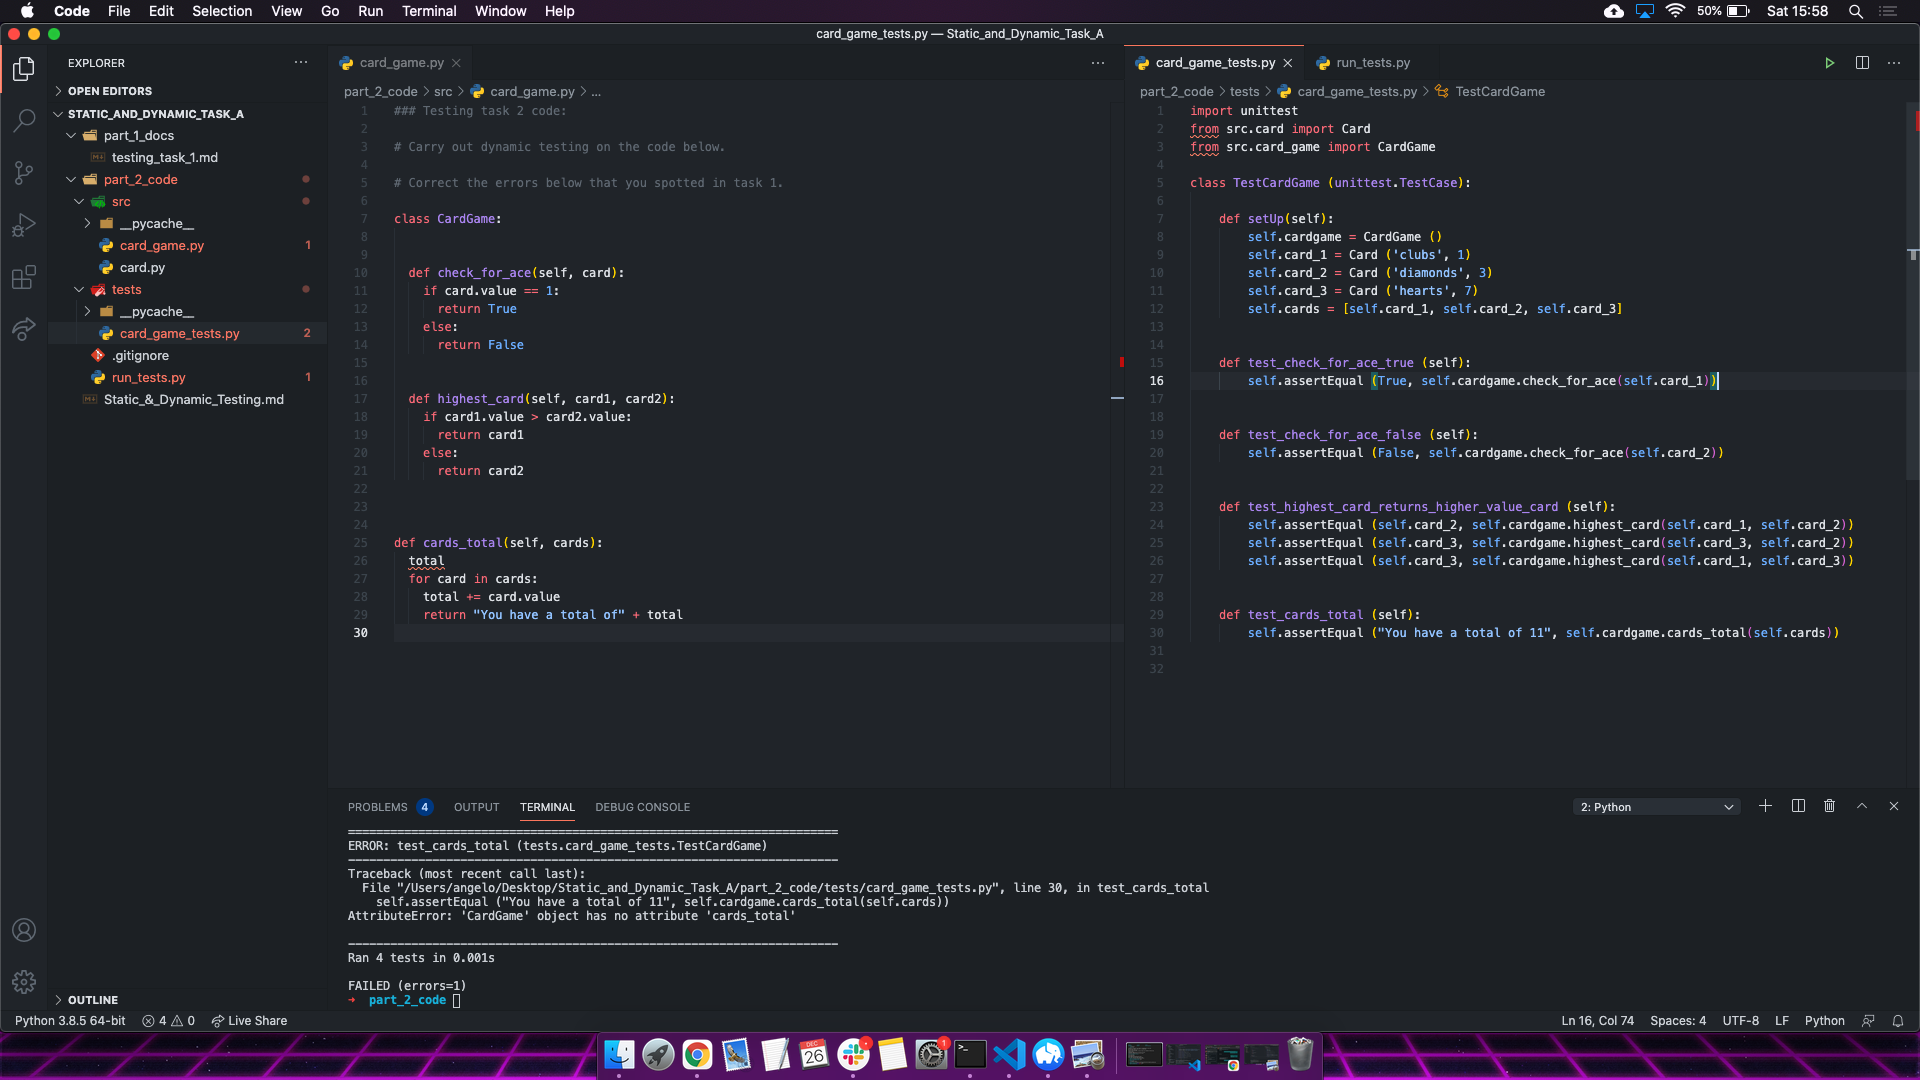 Code File Edit Selection View Go Run Terminal Window Help
50% Sat 15:58
card_game_tests.py — Static_and_Dynamic_Task_A
EXPLORER
OPEN EDITORS
STATIC_AND_DYNAMIC_TASK_A
part_1_docs
testing_task_1.md
part_2_code
src
__pycache__
card_game.py 1
card.py
tests
__pycache__
card_game_tests.py 2
.gitignore
run_tests.py 1
Static_&_Dynamic_Testing.md
OUTLINE
card_game.py
part_2_code > src > card_game.py > ...
1 ### Testing task 2 code:
2
3 # Carry out dynamic testing on the code below.
4
5 # Correct the errors below that you spotted in task 1.
6
7 class CardGame:
8
9
10 def check_for_ace(self, card):
11 if card.value == 1:
12 return True
13 else:
14 return False
15
16
17 def highest_card(self, card1, card2):
18 if card1.value > card2.value:
19 return card1
20 else:
21 return card2
22
23
24
25 def cards_total(self, cards):
26 total
27 for card in cards:
28 total += card.value
29 return "You have a total of" + total
30
card_game_tests.py run_tests.py
part_2_code > tests > card_game_tests.py > TestCardGame
1 import unittest
2 from src.card import Card
3 from src.card_game import CardGame
4
5 class TestCardGame (unittest.TestCase):
6
7 def setUp(self):
8 self.cardgame = CardGame ()
9 self.card_1 = Card ('clubs', 1)
10 self.card_2 = Card ('diamonds', 3)
11 self.card_3 = Card ('hearts', 7)
12 self.cards = [self.card_1, self.card_2, self.card_3]
13
14
15 def test_check_for_ace_true (self):
16 self.assertEqual (True, self.cardgame.check_for_ace(self.card_1))
17
18
19 def test_check_for_ace_false (self):
20 self.assertEqual (False, self.cardgame.check_for_ace(self.card_2))
21
22
23 def test_highest_card_returns_higher_value_card (self):
24 self.assertEqual (self.card_2, self.cardgame.highest_card(self.card_1, self.card_2))
25 self.assertEqual (self.card_3, self.cardgame.highest_card(self.card_3, self.card_2))
26 self.assertEqual (self.card_3, self.cardgame.highest_card(self.card_1, self.card_3))
27
28
29 def test_cards_total (self):
30 self.assertEqual ("You have a total of 11", self.cardgame.cards_total(self.cards))
31
32
PROBLEMS 4 OUTPUT TERMINAL DEBUG CONSOLE 2: Python
======================================================================
ERROR: test_cards_total (tests.card_game_tests.TestCardGame)
----------------------------------------------------------------------
Traceback (most recent call last):
File "/Users/angelo/Desktop/Static_and_Dynamic_Task_A/part_2_code/tests/card_game_tests.py", line 30, in test_cards_total
self.assertEqual ("You have a total of 11", self.cardgame.cards_total(self.cards))
AttributeError: 'CardGame' object has no attribute 'cards_total'
----------------------------------------------------------------------
Ran 4 tests in 0.001s
FAILED (errors=1)
→ part_2_code
Python 3.8.5 64-bit 4 0 Live Share Ln 16, Col 74 Spaces: 4 UTF-8 LF Python
DEC
26
1